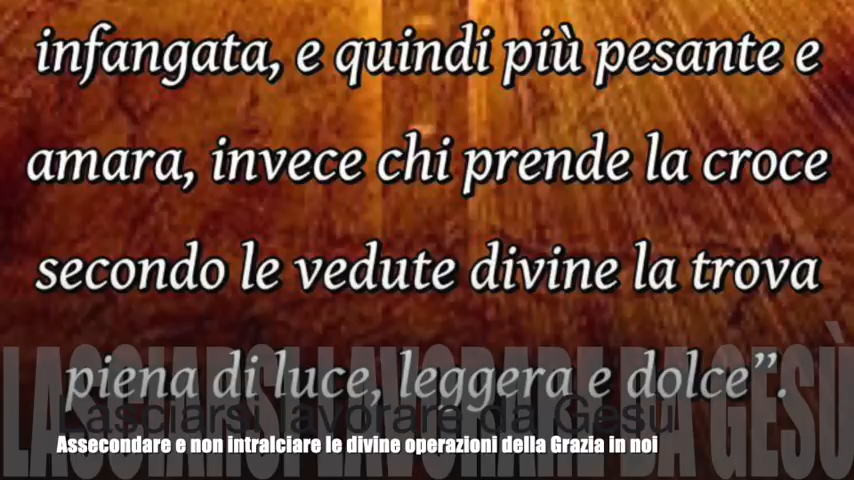 infangata, e quindi più pesante e
amara, invece chi prende la croce
secondo le vedute divine la trova
piena di luce, leggera e dolce”.
LASCIARSI LAVORARE DA GESÙ
Lasciarsi lavorare da Gesù
Assecondare e non intralciare le divine operazioni della Grazia in noi